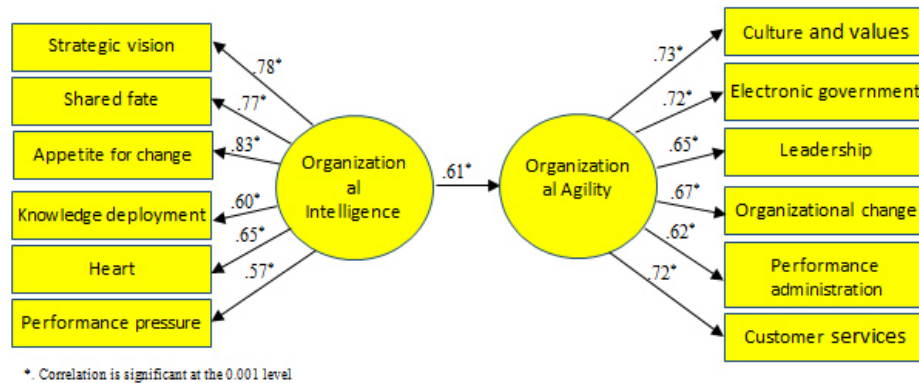 Strategic vision
Shared fate
Appetite for change
Knowledge deployment
Heart
Performance pressure
.78*
.77*
.83*
.60*
.65*
.57*
Organization
al
Intelligence
.61*
Organization
al Agility
.73*
.72*
.65*
.67*
.62*
.72*
Culture and values
Electronic government
Leadership
Organizational change
Performance
administration
Customer services
*. Correlation is significant at the 0.001 level